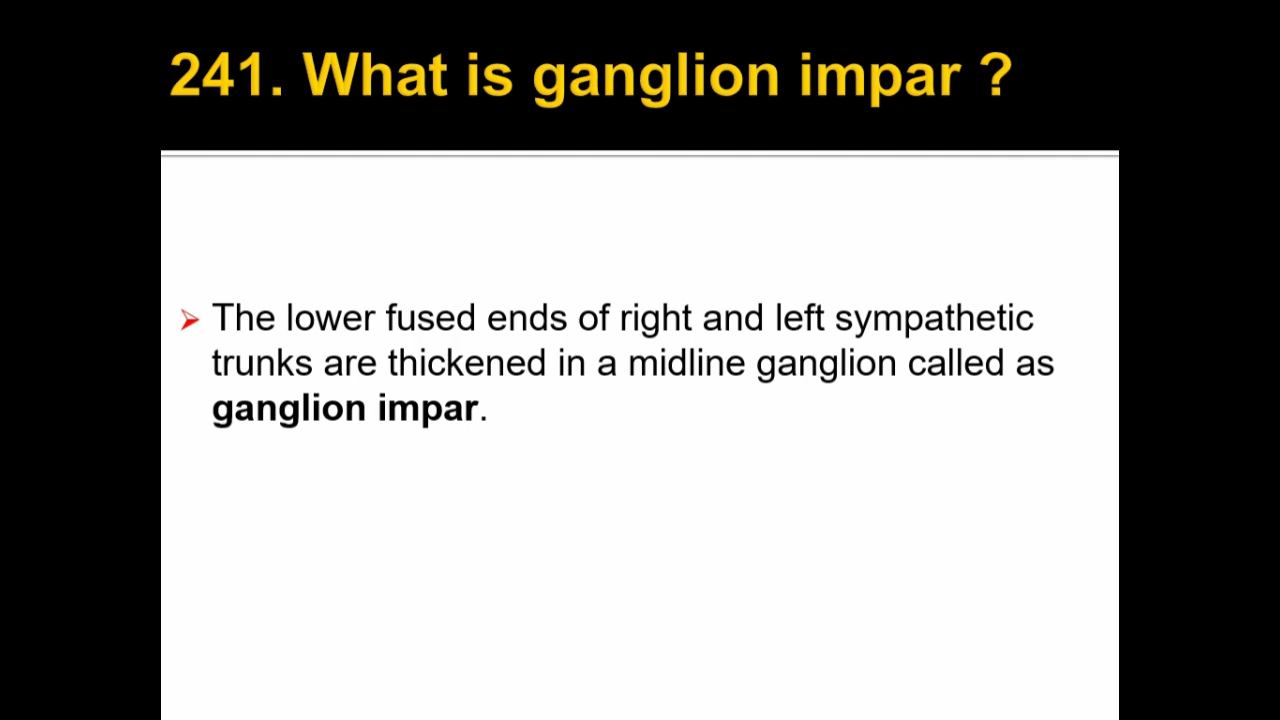 241. What is ganglion impar ?
The lower fused ends of right and left sympathetic
trunks are thickened in a midline ganglion called as
ganglion impar.